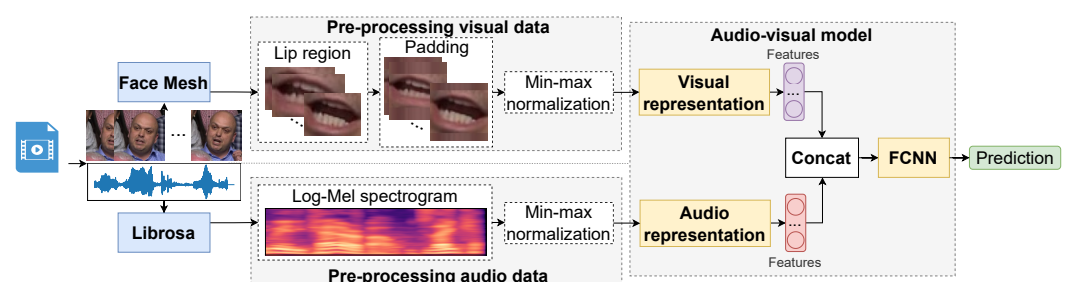 Pre-processing visual data
Audio-visual model
Lip region
Padding
Features
Face Mesh
Min-max
normalization
Visual
representation
...
...
...
...
Concat
FCNN
Prediction
Log-Mel spectrogram
Librosa
Min-max
normalization
Audio
representation
...
Features
Pre-processing audio data